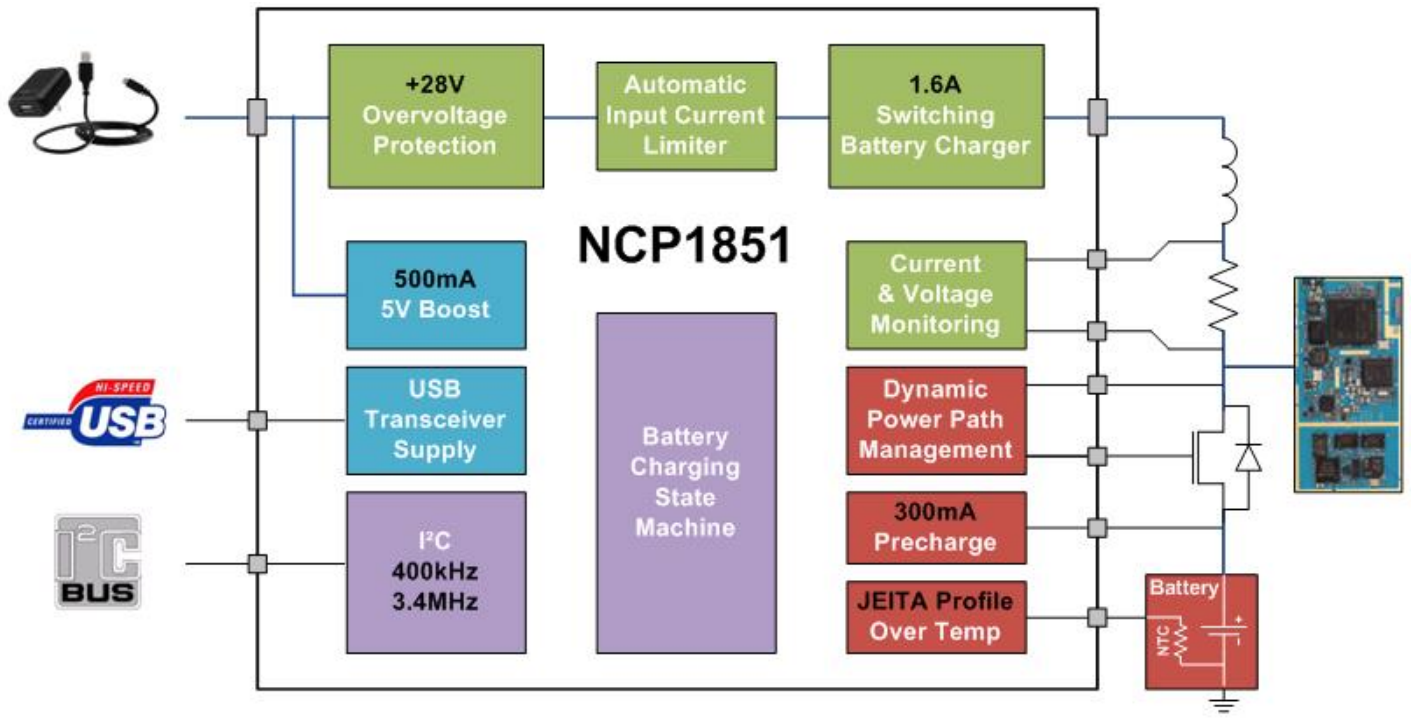 +28V
Overvoltage
Protection
Automatic
Input Current
Limiter
1.6A
Switching
Battery Charger
NCP1851
500mA
5V Boost
Current
& Voltage
Monitoring
HI-SPEED
CERTIFIED
USB
USB
Transceiver
Supply
Battery
Charging
State
Machine
Dynamic
Power Path
Management
I²C
BUS
I²C
400kHz
3.4MHz
300mA
Precharge
JEITA Profile
Over Temp
Battery
NTC
+
-